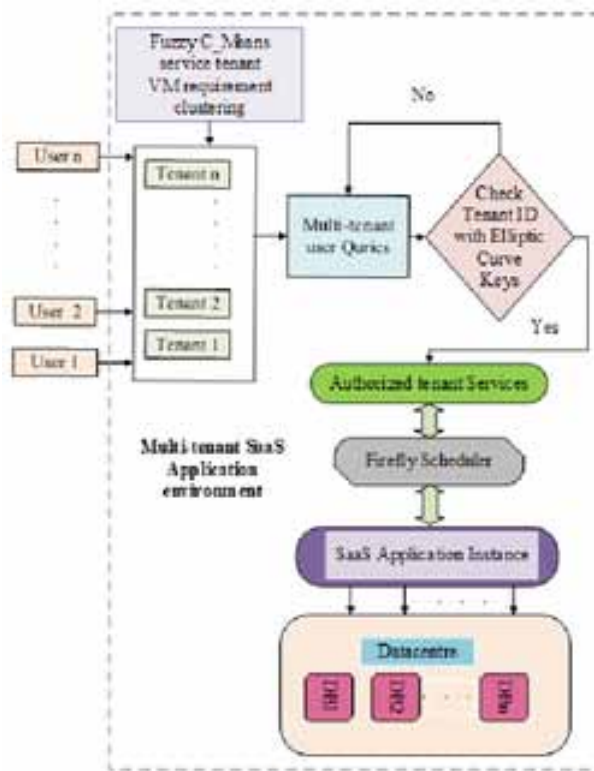 Fuzzy C_Means
service tenant
VM requirement
clustering
No
User n
Tenant n
Check
Tenant ID
with Elliptic
Curve
Keys
Multi-tenant
user Qurics
User 2
Tenant 2
User 1
Tenant 1
Yes
Authorized tenant Services
Multi-tenant SaaS
Application
environment
Firefly Scheduler
SaaS Application Instance
Datacentre
DB1
DB2
DBn